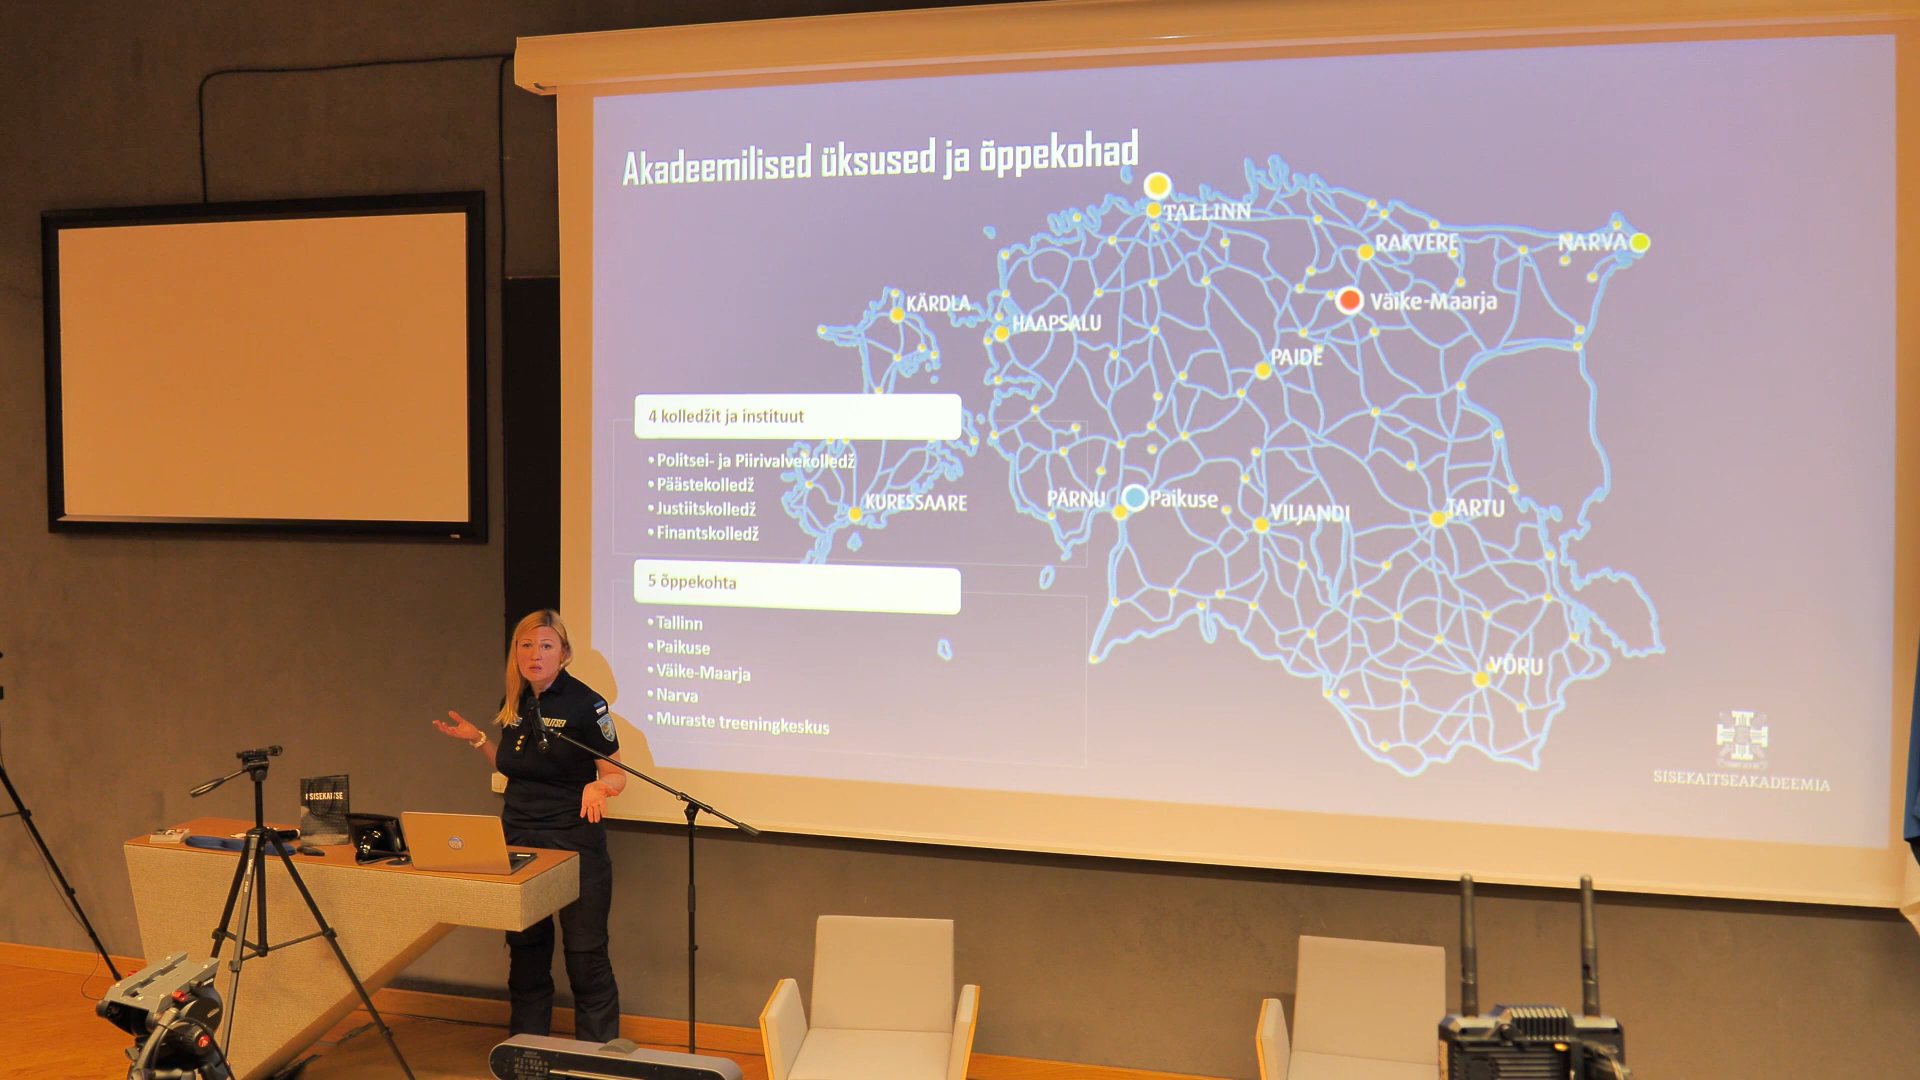 Akadeemilised üksused ja õppekohad
TALLINN
RAKVERE
NARVA
Väike-Maarja
KÄRDLA
HAAPSALU
PAIDE
4 kolledžit ja instituut
• Politsei- ja Piirivalvekolledž
• Päästekolledž
• Justiitskolledž
• Finantskolledž
KURESSAARE
PÄRNU
Paikuse
VILJANDI
TARTU
5 õppekohta
• Tallinn
• Paikuse
• Väike-Maarja
• Narva
• Muraste treeningkeskus
VÕRU
SISEKAITSEAKADEEMIA
POLITSEI